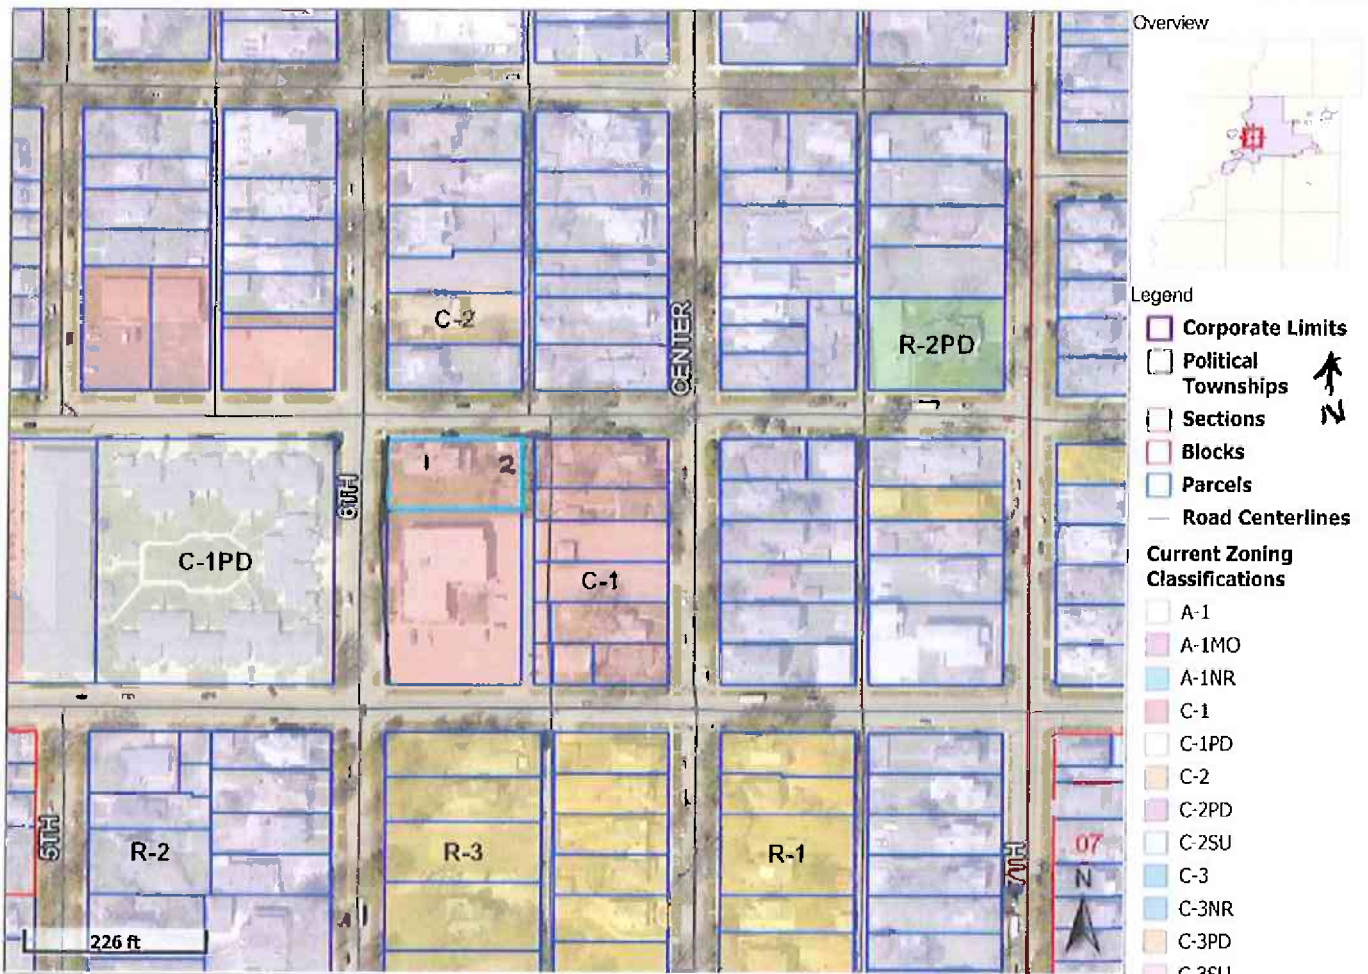 Overview
Legend
Corporate Limits
Political
Townships
N
Sections
Blocks
Parcels
Road Centerlines
Current Zoning
Classifications
A-1
A-1MO
A-1NR
C-1
C-1PD
C-2
C-2PD
C-2SU
C-3
C-3NR
C-3PD
C-3SU
C-2
CENTER
R-2PD
1
2
6TH
C-1PD
C-1
5TH
R-2
R-3
R-1
7TH
07
N
226 ft